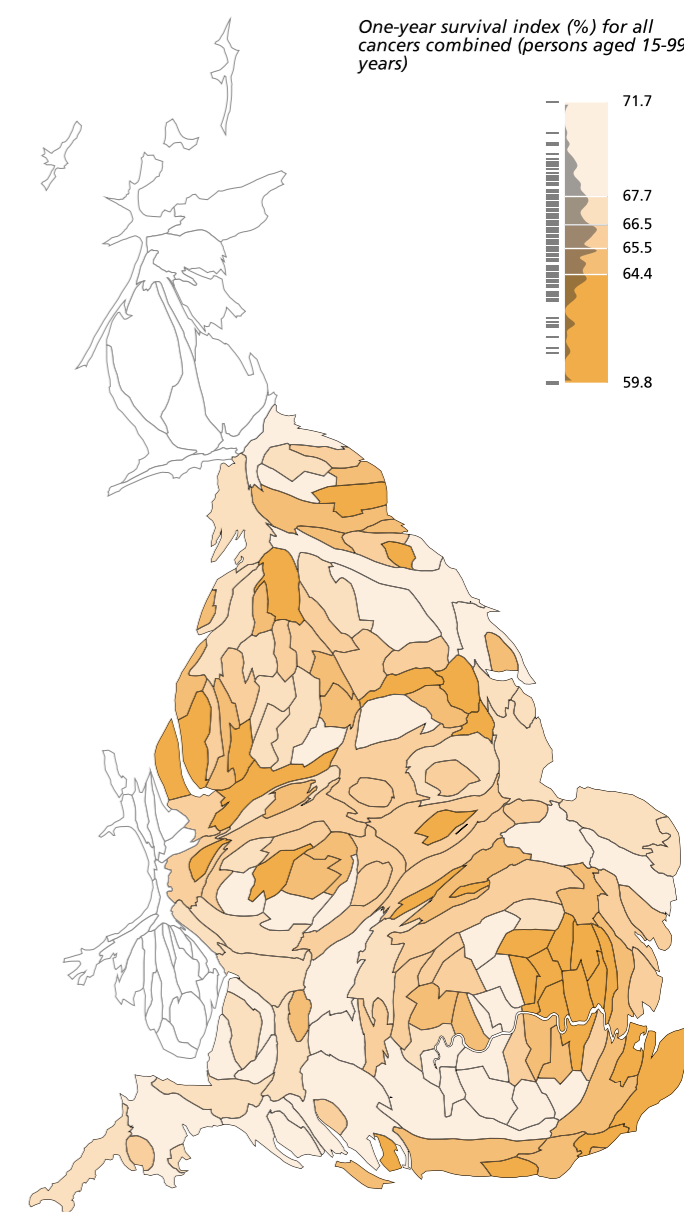 One-year survival index (%) for all
cancers combined (persons aged 15-99
years)
71.7
67.7
66.5
65.5
64.4
59.8